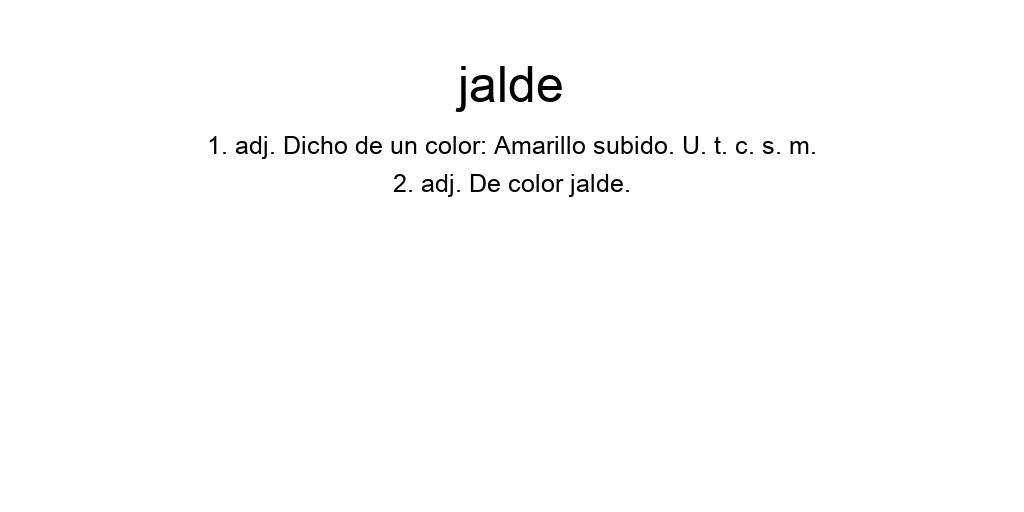 jalde
1. adj. Dicho de un color: Amarillo subido. U. t. c. s. m.
2. adj. De color jalde.